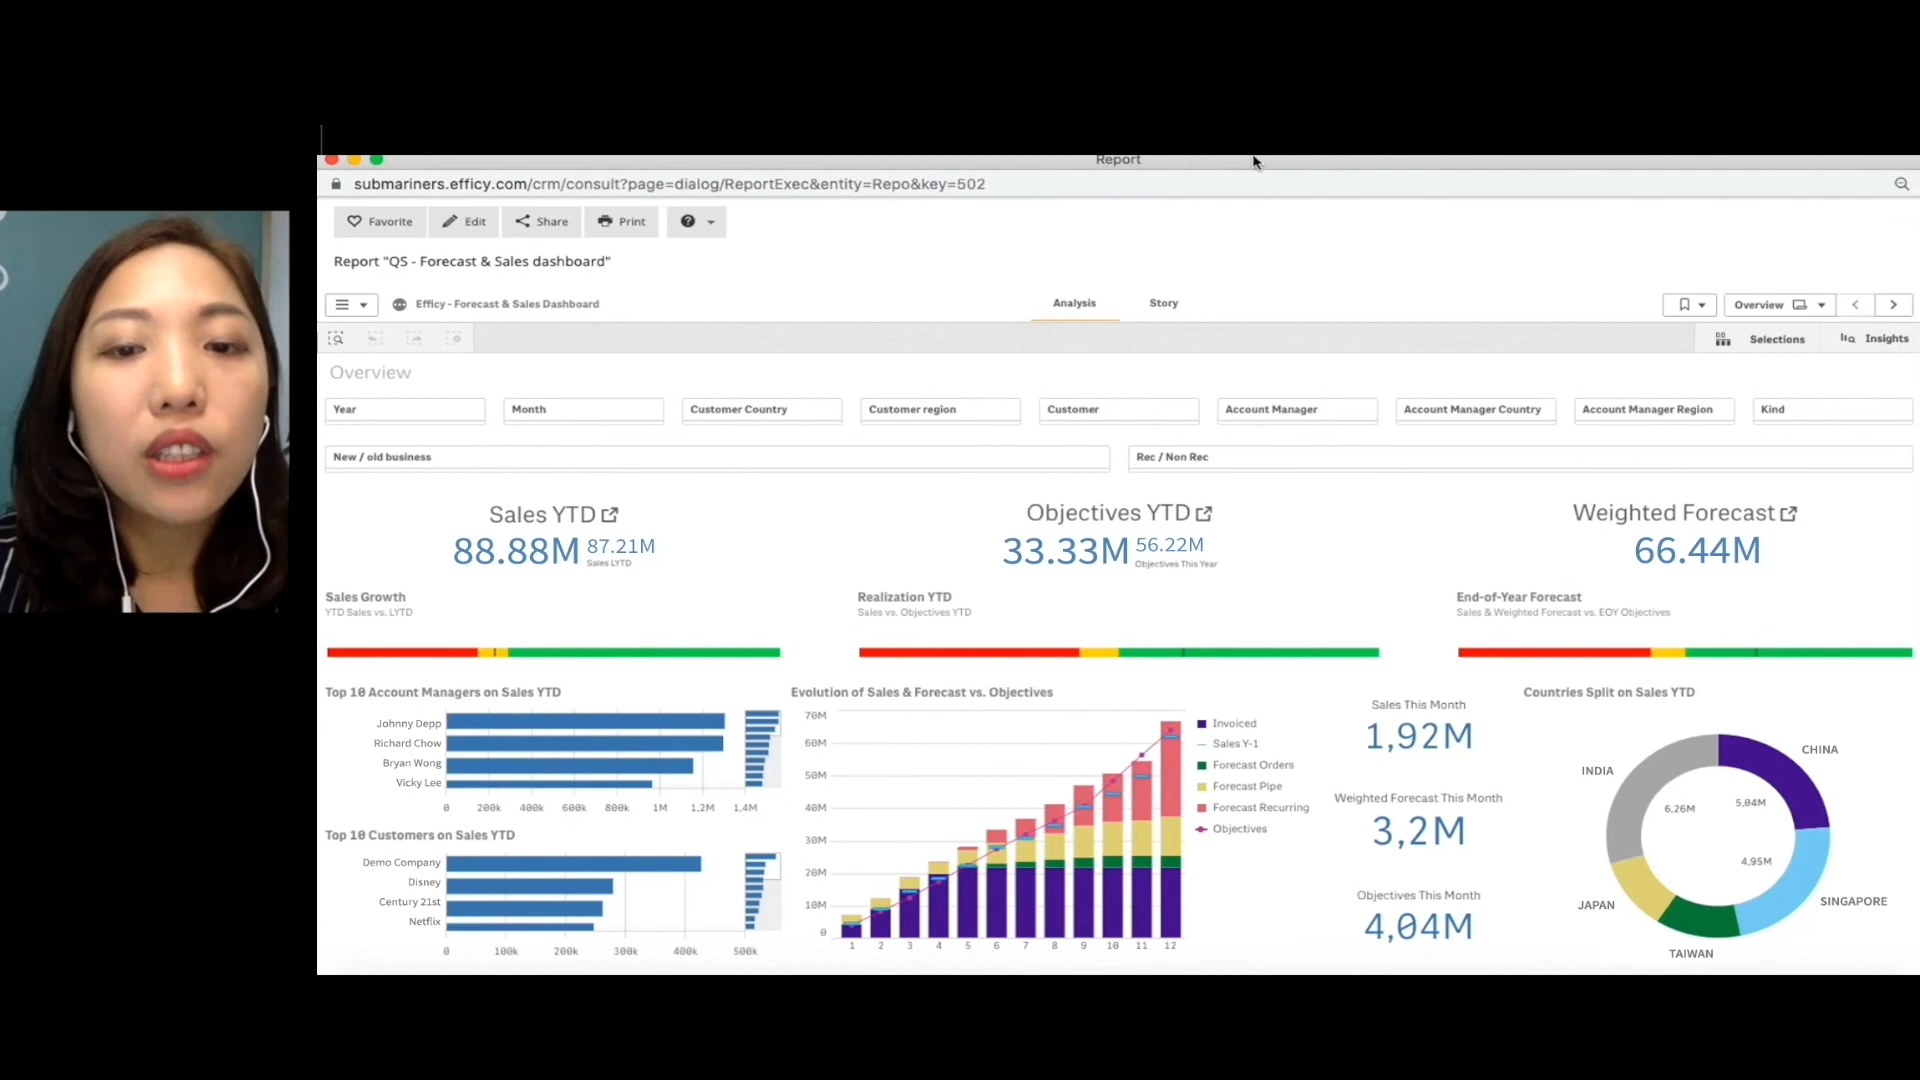 Report
submariners.efficy.com/crm/consult?page=dialog/ReportExec&entity=Repo&key=502
Favorite Edit Share Print
Report "QS - Forecast & Sales dashboard"
Efficy - Forecast & Sales Dashboard Analysis Story Overview
Selections Insights
Overview
Year Month Customer Country Customer region Customer Account Manager Account Manager Country Account Manager Region Kind
New / old business Rec / Non Rec
Sales YTD
88.88M 87.21M
Sales LYTD
Objectives YTD
33.33M 56.22M
Objectives This Year
Weighted Forecast
66.44M
Sales Growth
YTD Sales vs. LYTD
Realization YTD
Sales vs. Objectives YTD
End-of-Year Forecast
Sales & Weighted Forecast vs. EOY Objectives
Top 10 Account Managers on Sales YTD
Johnny Depp
Richard Chow
Bryan Wong
Vicky Lee
0 200k 400k 600k 800k 1M 1,2M 1,4M
Top 10 Customers on Sales YTD
Demo Company
Disney
Century 21st
Netflix
0 100k 200k 300k 400k 500k
Evolution of Sales & Forecast vs. Objectives
70M
60M
50M
40M
30M
20M
10M
0
1 2 3 4 5 6 7 8 9 10 11 12
Invoiced
Sales Y-1
Forecast Orders
Forecast Pipe
Forecast Recurring
Objectives
Sales This Month
1,92M
Weighted Forecast This Month
3,2M
Objectives This Month
4,04M
Countries Split on Sales YTD
CHINA
INDIA
6,26M 5,04M
4,95M
JAPAN
SINGAPORE
TAIWAN